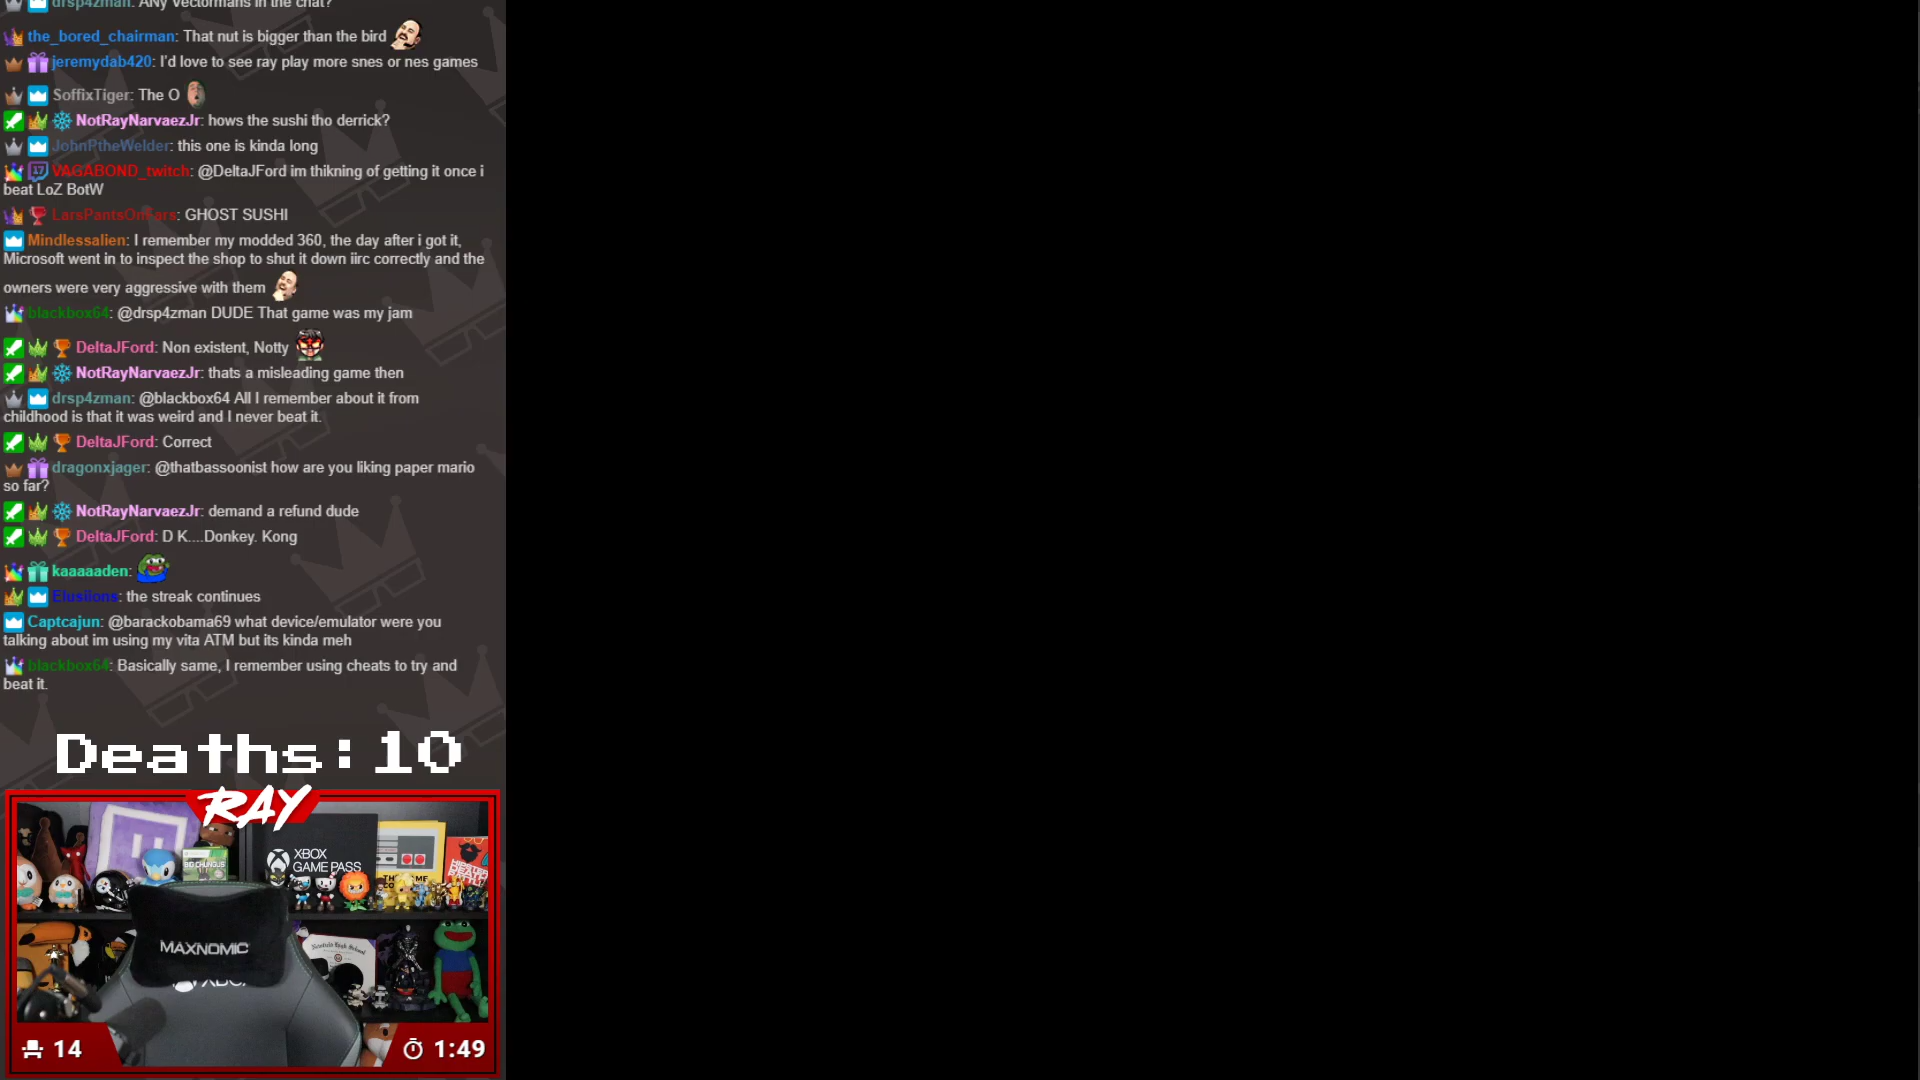 drsp4zman: ANy Vectormans in the chat?
the_bored_chairman: That nut is bigger than the bird
jeremydab420: I'd love to see ray play more snes or nes games
SoffixTiger: The O
NotRayNarvaezJr: hows the sushi tho derrick?
JohnPtheWelder: this one is kinda long
17 VAGABOND_twitch: @DeltaJFord im thikning of getting it once i
beat LoZ BotW
LarsPantsOnFars: GHOST SUSHI
Mindlessalien: I remember my modded 360, the day after i got it,
Microsoft went in to inspect the shop to shut it down iirc correctly and the
owners were very aggressive with them
blackbox64: @drsp4zman DUDE That game was my jam
DeltaJFord: Non existent, Notty
NotRayNarvaezJr: thats a misleading game then
drsp4zman: @blackbox64 All I remember about it from
childhood is that it was weird and I never beat it.
DeltaJFord: Correct
dragonxjager: @thatbassoonist how are you liking paper mario
so far?
NotRayNarvaezJr: demand a refund dude
DeltaJFord: D K....Donkey. Kong
kaaaaaden:
Elusiions: the streak continues
Captcajun: @barackobama69 what device/emulator were you
talking about im using my vita ATM but its kinda meh
blackbox64: Basically same, I remember using cheats to try and
beat it.
Deaths:10
RAY
XBOX
GAME PASS
BIG CHUNGUS
MAXNOMIC
XBOX
14
1:49